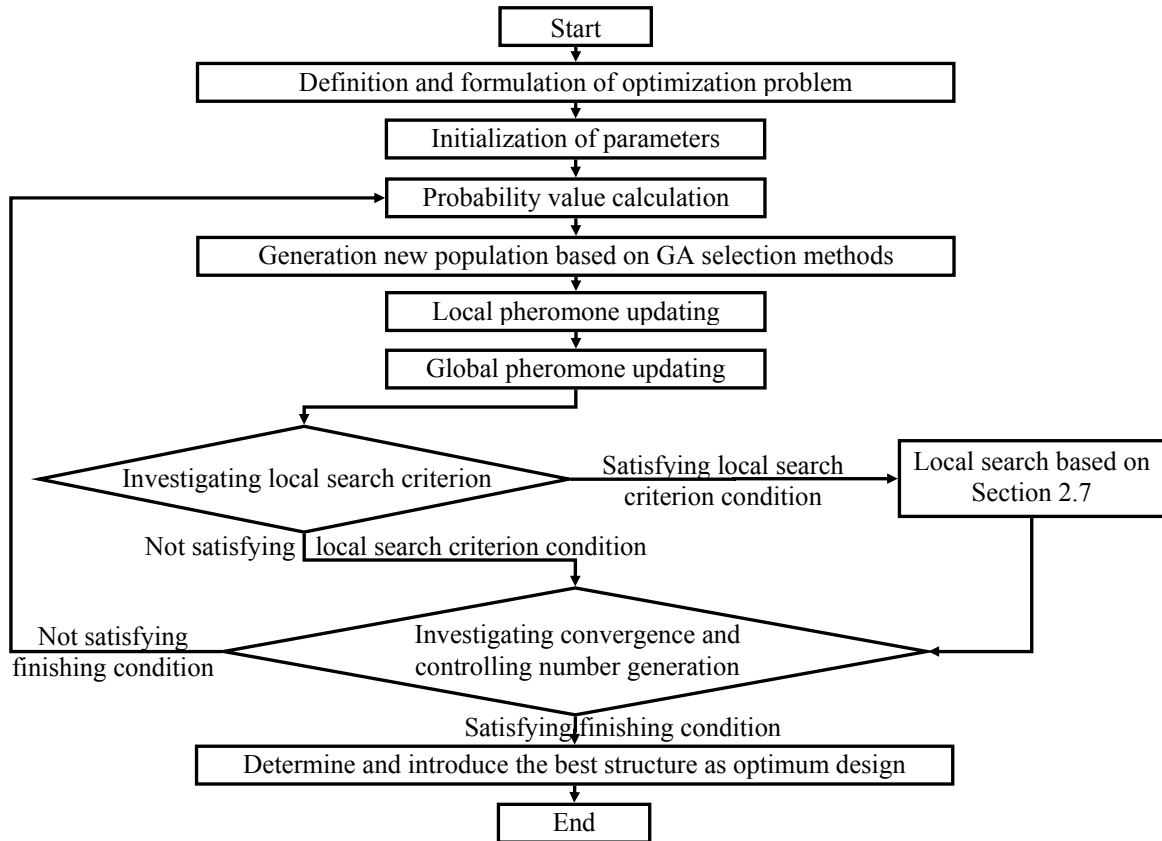 Start
Definition and formulation of optimization problem
Initialization of parameters
Probability value calculation
Generation new population based on GA selection methods
Local pheromone updating
Global pheromone updating
Investigating local search criterion
Satisfying local search
criterion condition
Local search based on
Section 2.7
Not satisfying local search criterion condition
Not satisfying
finishing condition
Investigating convergence and
controlling number generation
Satisfying finishing condition
Determine and introduce the best structure as optimum design
End